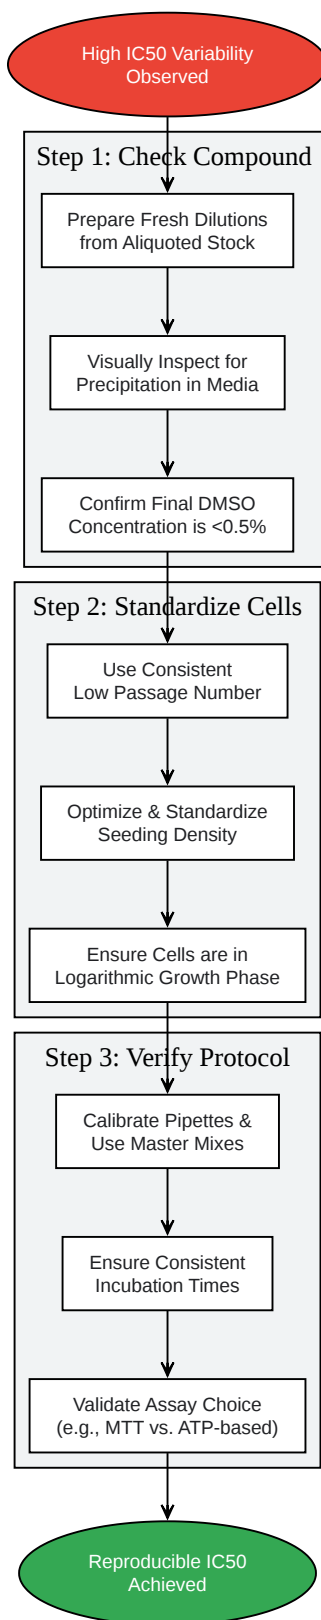 High IC50 Variability
Observed
Step 1: Check Compound
Prepare Fresh Dilutions
from Aliquoted Stock
Visually Inspect for
Precipitation in Media
Confirm Final DMSO
Concentration is <0.5%
Step 2: Standardize Cells
Use Consistent
Low Passage Number
Optimize & Standardize
Seeding Density
Ensure Cells are in
Logarithmic Growth Phase
Step 3: Verify Protocol
Calibrate Pipettes &
Use Master Mixes
Ensure Consistent
Incubation Times
Validate Assay Choice
(e.g., MTT vs. ATP-based)
Reproducible IC50
Achieved